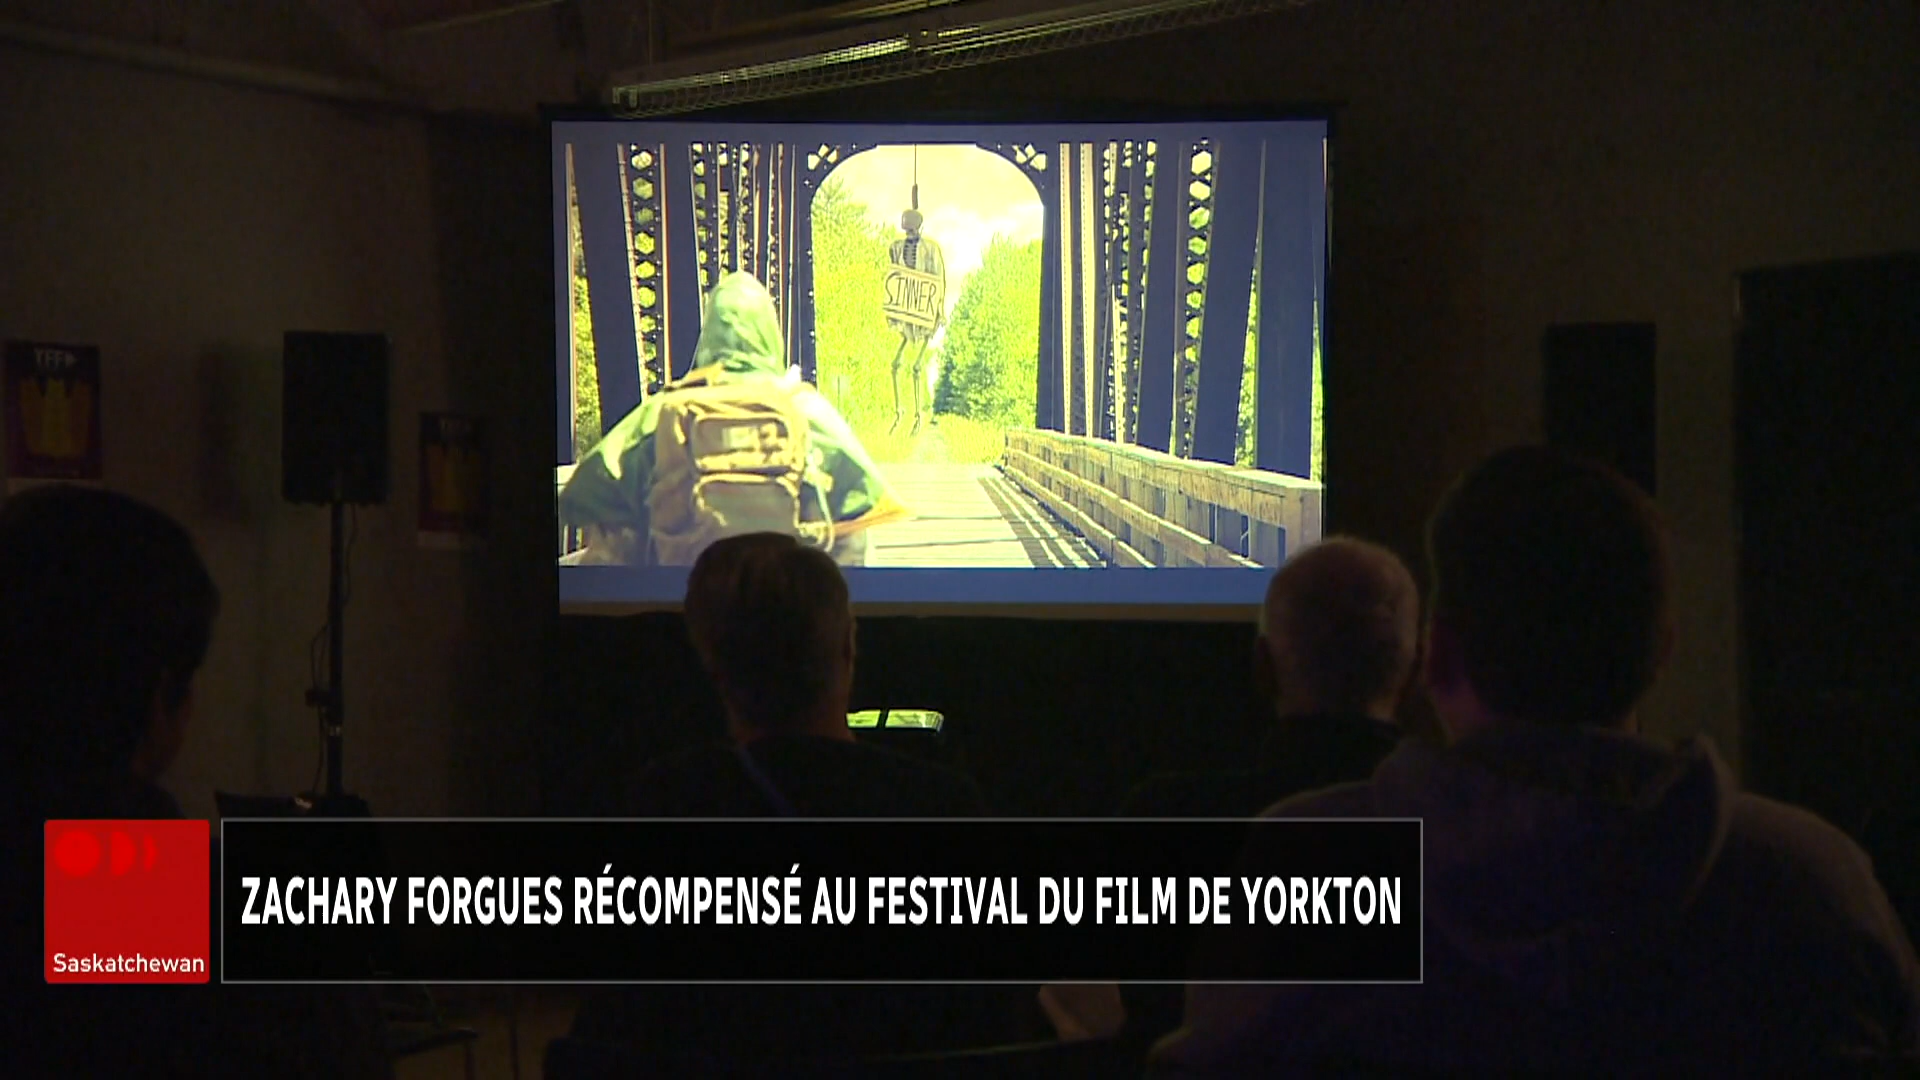 SINNER
Saskatchewan
ZACHARY FORGUES RÉCOMPENSÉ AU FESTIVAL DU FILM DE YORKTON